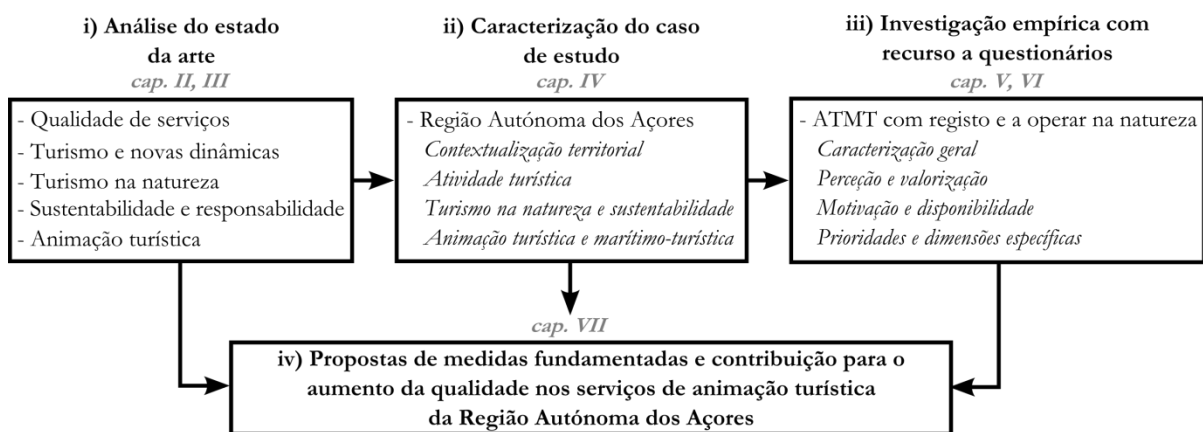 i) Análise do estado
da arte
cap. II, III
- Qualidade de serviços
- Turismo e novas dinâmicas
- Turismo na natureza
- Sustentabilidade e responsabilidade
- Animação turística
ii) Caracterização do caso
de estudo
cap. IV
- Região Autónoma dos Açores
Contextualização territorial
Atividade turística
Turismo na natureza e sustentabilidade
Animação turística e marítimo-turística
iii) Investigação empírica com
recurso a questionários
cap. V, VI
- ATMT com registo e a operar na natureza
Caracterização geral
Perceção e valorização
Motivação e disponibilidade
Prioridades e dimensões específicas
cap. VII
iv) Propostas de medidas fundamentadas e contribuição para o
aumento da qualidade nos serviços de animação turística
da Região Autónoma dos Açores